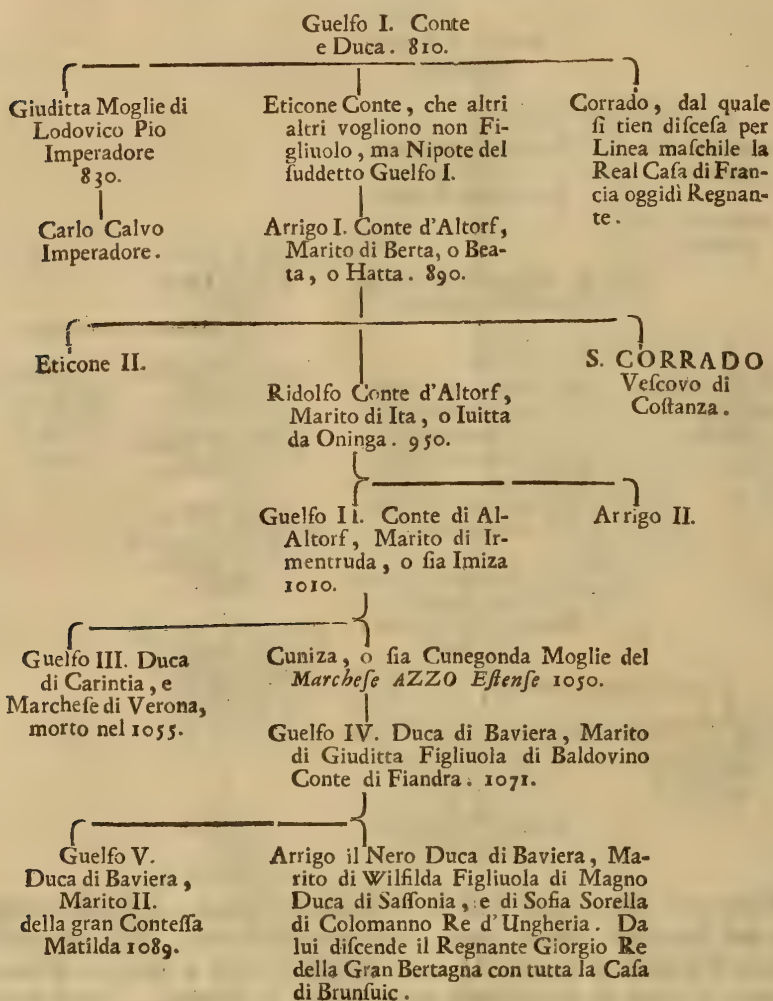 Guelfo I. Conte
e Duca. 810.
Giuditta Moglie di
Lodovico Pio
Imperadore
830.
Carlo Calvo
Imperadore.
Eticone Conte, che altri
altri vogliono non Fi-
gliuolo, ma Nipote del
ſuddetto Guelfo I.
Corrado, dal quale
ſi tien diſceſa per
Linea maſchile la
Real Caſa di Fran-
cia oggidì Regnan-
te.
Arrigo I. Conte d'Altorf,
Marito di Berta, o Bea-
ta, o Hatta. 890.
Eticone II.
Ridolfo Conte d'Altorf,
Marito di Ita, o Iuitta
da Oninga. 950.
S. CORRADO
Veſcovo di
Coſtanza.
Guelfo II. Conte di Al-
Altorf, Marito di Ir-
mentruda, o ſia Imiza
1010.
Arrigo II.
Guelfo III. Duca
di Carintia, e
Marcheſe di Verona,
morto nel 1055.
Cuniza, o ſia Cunegonda Moglie del
Marcheſe AZZO Eſtenſe 1050.
Guelfo IV. Duca di Baviera, Marito
di Giuditta Figliuola di Baldovino
Conte di Fiandra. 1071.
Guelfo V.
Duca di Baviera,
Marito II.
della gran Conteſſa
Matilda 1089.
Arrigo il Nero Duca di Baviera, Ma-
rito di Wilfilda Figliuola di Magno
Duca di Saſſonia, e di Sofia Sorella
di Colomanno Re d'Ungheria. Da
lui diſcende il Regnante Giorgio Re
della Gran Bertagna con tutta la Caſa
di Brunſuic.